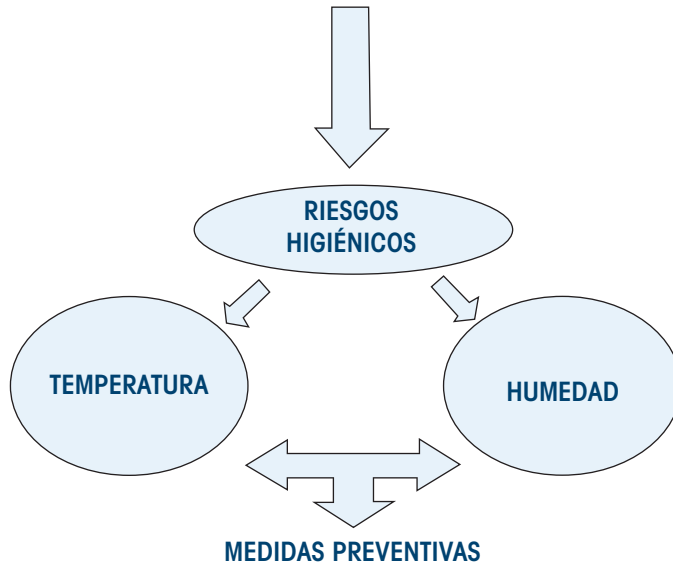 RIESGOS
HIGIÉNICOS
TEMPERATURA
HUMEDAD
MEDIDAS PREVENTIVAS